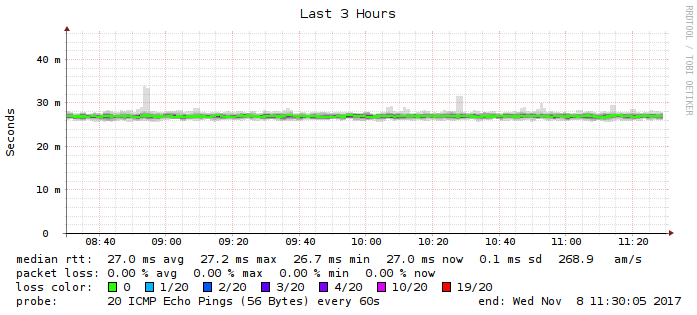 Last 3 Hours
RRDTOOL / TOBI OETIKER
Seconds
40 m
30 m
20 m
10 m
0
08:40 09:00 09:20 09:40 10:00 10:20 10:40 11:00 11:20
median rtt: 27.0 ms avg 27.2 ms max 26.7 ms min 27.0 ms now 0.1 ms sd 268.9 am/s
packet loss: 0.00 % avg 0.00 % max 0.00 % min 0.00 % now
loss color: 0 1/20 2/20 3/20 4/20 10/20 19/20
probe: 20 ICMP Echo Pings (56 Bytes) every 60s end: Wed Nov 8 11:30:05 2017